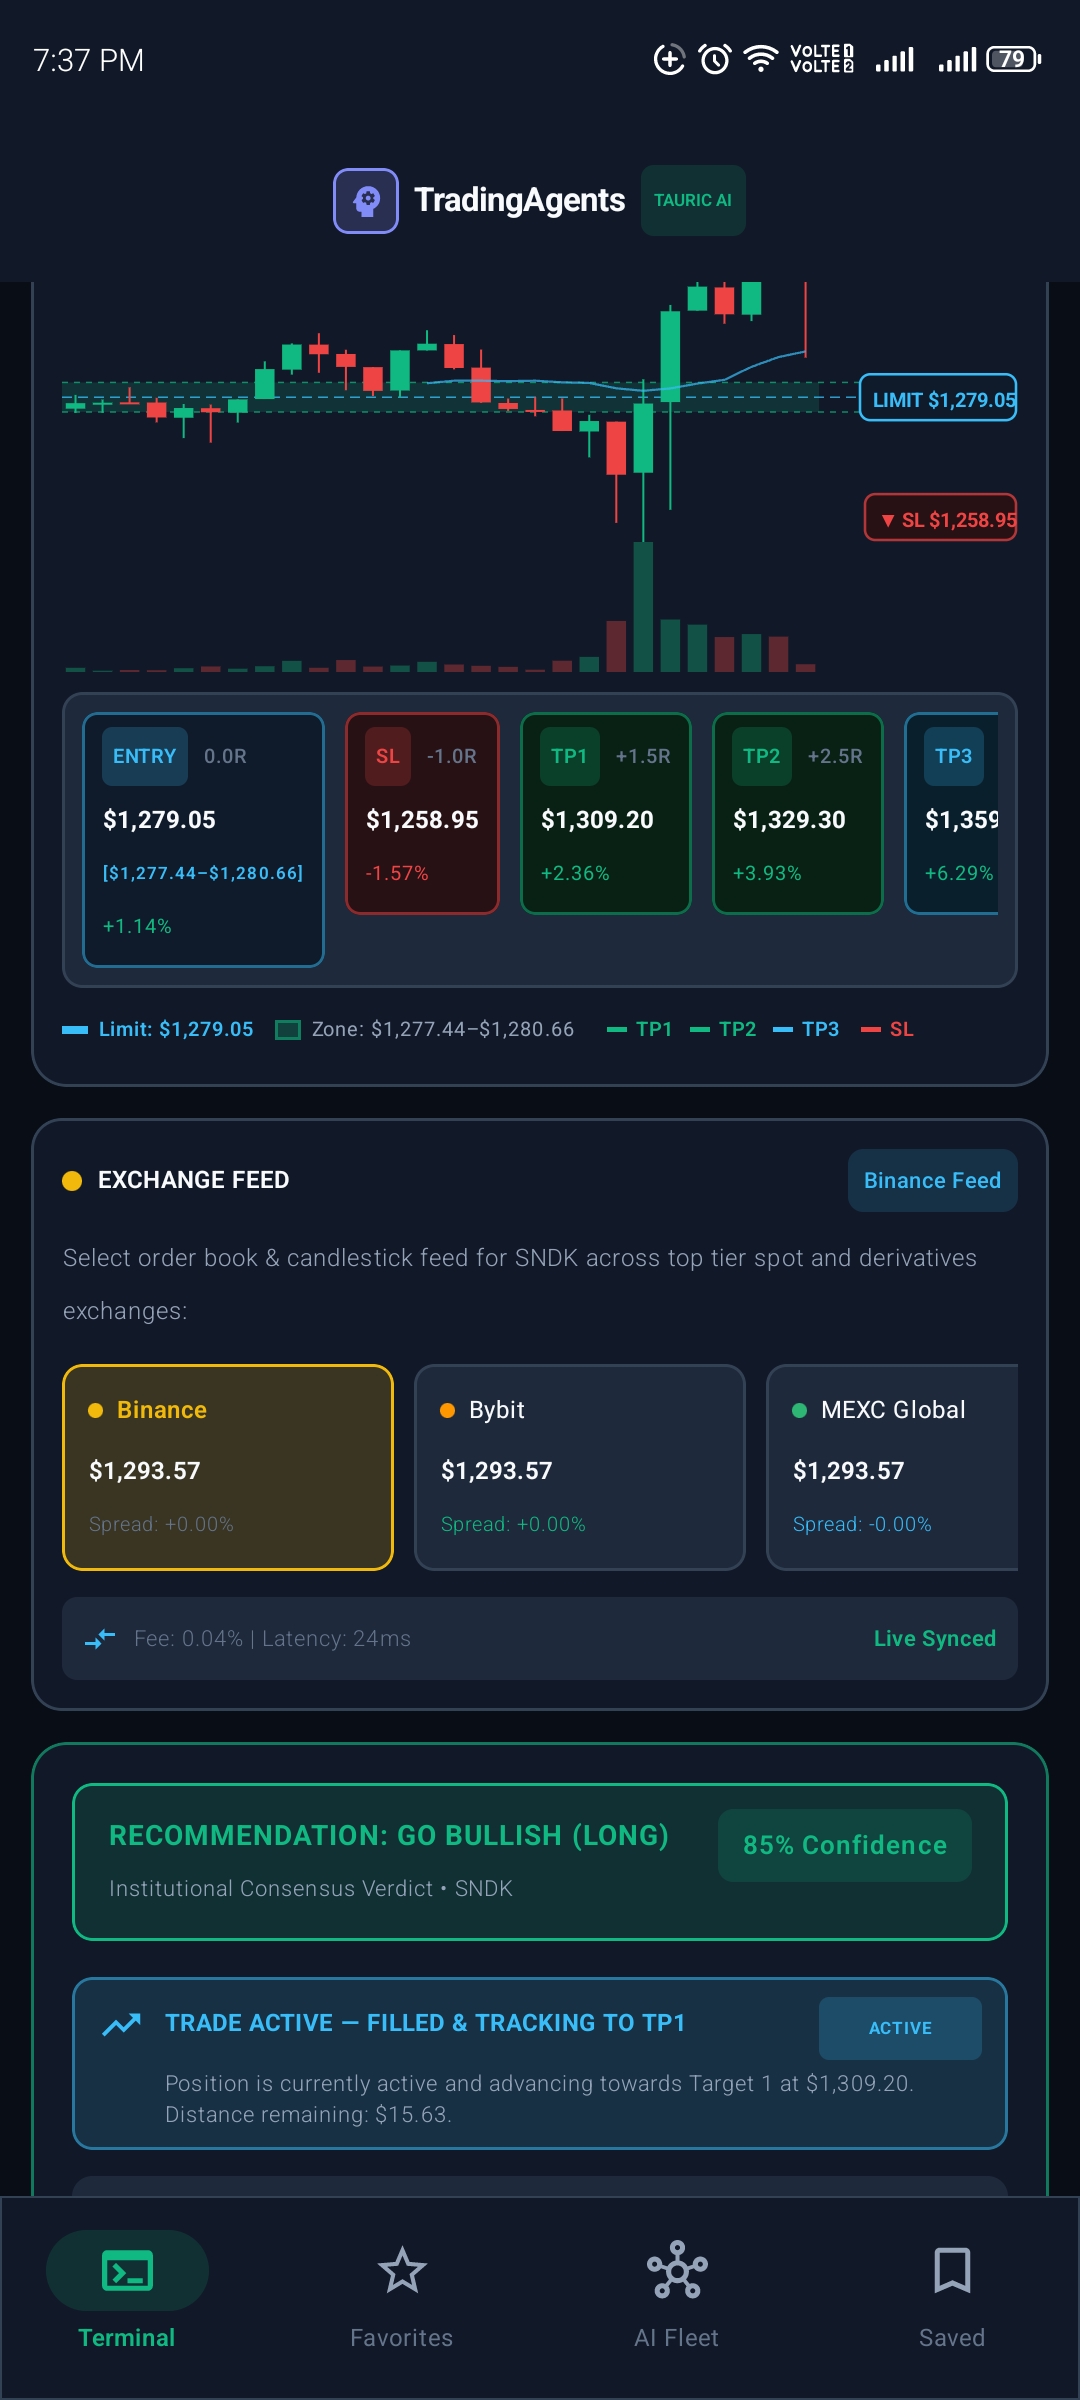 7:37 PM
VoLTE 1
VoLTE 2
79
TradingAgents
TAURIC AI
LIMIT $1,279.05
▼ SL $1,258.95
ENTRY 0.0R
$1,279.05
[$1,277.44–$1,280.66]
+1.14%
SL -1.0R
$1,258.95
-1.57%
TP1 +1.5R
$1,309.20
+2.36%
TP2 +2.5R
$1,329.30
+3.93%
TP3
$1,359
+6.29%
Limit: $1,279.05 Zone: $1,277.44–$1,280.66 TP1 TP2 TP3 SL
EXCHANGE FEED
Binance Feed
Select order book & candlestick feed for SNDK across top tier spot and derivatives
exchanges:
Binance
$1,293.57
Spread: +0.00%
Bybit
$1,293.57
Spread: +0.00%
MEXC Global
$1,293.57
Spread: -0.00%
Fee: 0.04% | Latency: 24ms
Live Synced
RECOMMENDATION: GO BULLISH (LONG)
85% Confidence
Institutional Consensus Verdict • SNDK
TRADE ACTIVE — FILLED & TRACKING TO TP1
ACTIVE
Position is currently active and advancing towards Target 1 at $1,309.20.
Distance remaining: $15.63.
Terminal
Favorites
AI Fleet
Saved